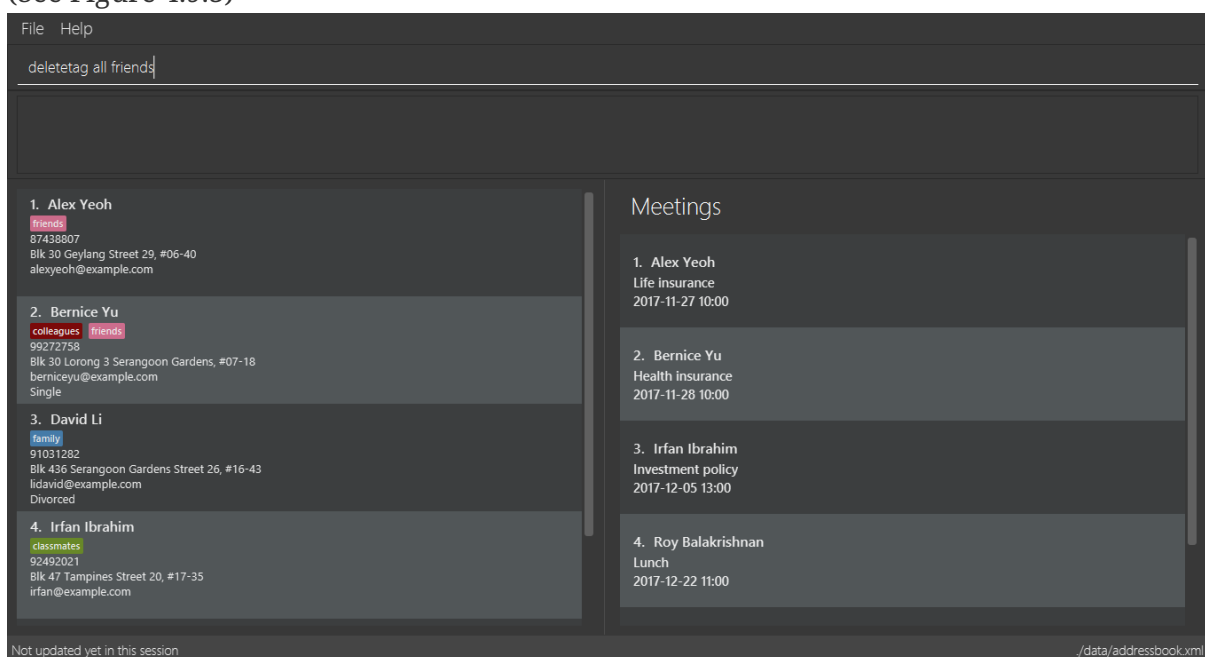 (See Figure 4.9.3)
File Help
deletetag all friends
1. Alex Yeoh
friends
87438807
Blk 30 Geylang Street 29, #06-40
alexyeoh@example.com
2. Bernice Yu
colleagues friends
99272758
Blk 30 Lorong 3 Serangoon Gardens, #07-18
berniceyu@example.com
Single
3. David Li
family
91031282
Blk 436 Serangoon Gardens Street 26, #16-43
lidavid@example.com
Divorced
4. Irfan Ibrahim
classmates
92492021
Blk 47 Tampines Street 20, #17-35
irfan@example.com
Meetings
1. Alex Yeoh
Life insurance
2017-11-27 10:00
2. Bernice Yu
Health insurance
2017-11-28 10:00
3. Irfan Ibrahim
Investment policy
2017-12-05 13:00
4. Roy Balakrishnan
Lunch
2017-12-22 11:00
Not updated yet in this session
./data/addressbook.xml